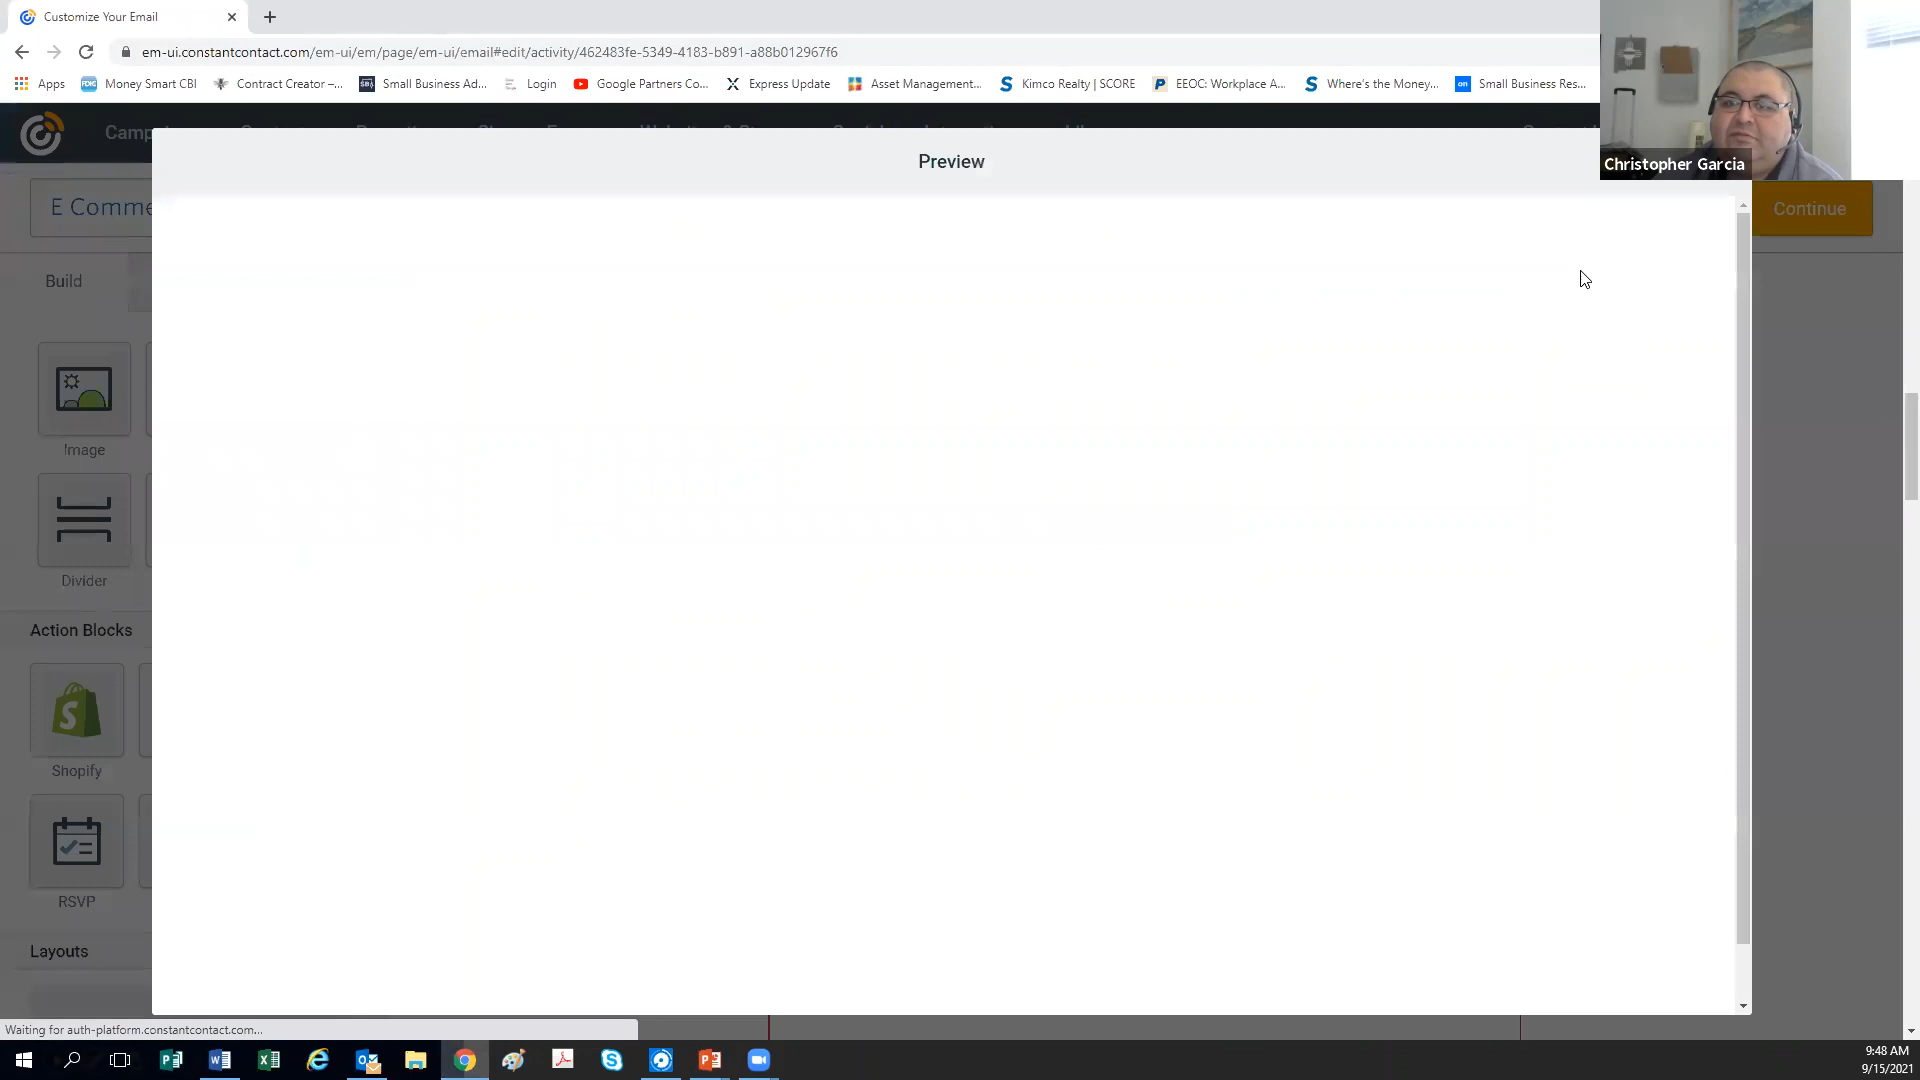 Customize Your Email
em-ui.constantcontact.com/em-ui/em/page/em-ui/email#edit/activity/462483fe-5349-4183-b891-a88b012967f6
Apps
Money Smart CBI
Contract Creator –...
Small Business Ad...
Login
Google Partners Co...
Express Update
Asset Management...
Kimco Realty | SCORE
EEOC: Workplace A...
Where's the Money...
Small Business Res...
Christopher Garcia
Preview
E Comme
Continue
Build
Image
Divider
Action Blocks
Shopify
RSVP
Layouts
Waiting for auth-platform.constantcontact.com...
9:48 AM
9/15/2021